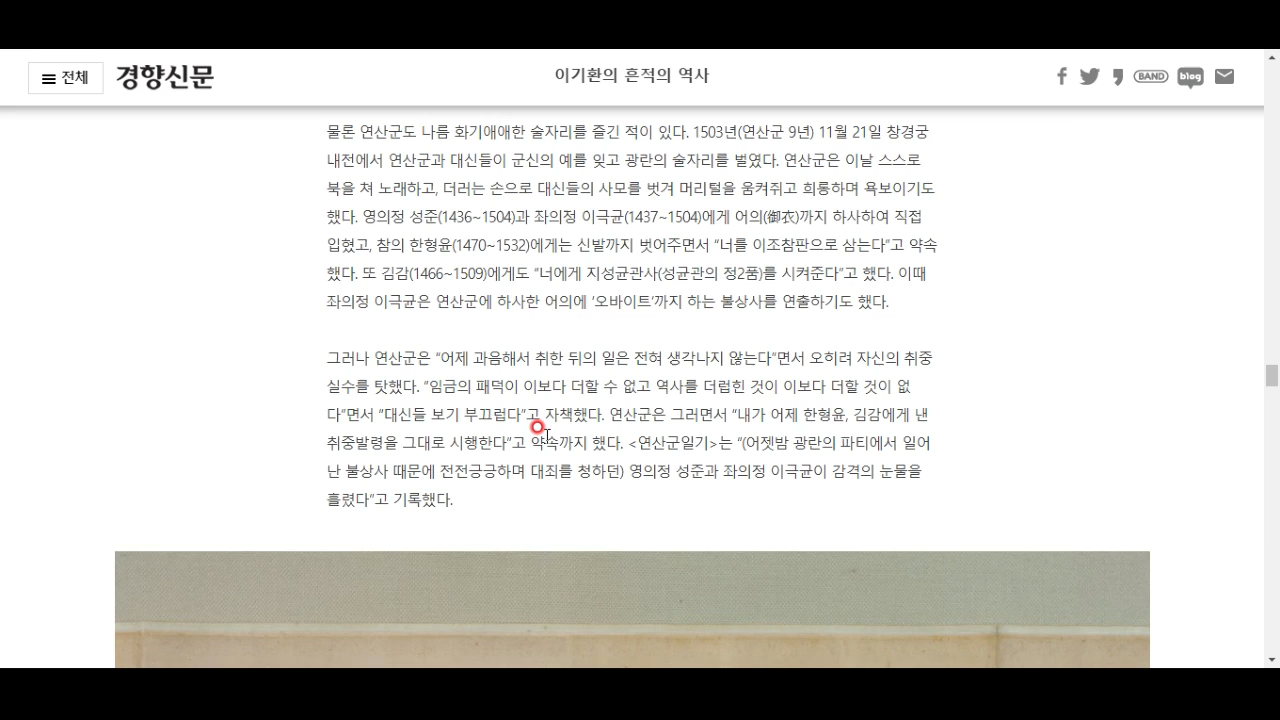 전체
경향신문
이기환의 흔적의 역사
BAND
blog
물론 연산군도 나름 화기애애한 술자리를 즐긴 적이 있다. 1503년(연산군 9년) 11월 21일 창경궁
내전에서 연산군과 대신들이 군신의 예를 잊고 광란의 술자리를 벌였다. 연산군은 이날 스스로
북을 쳐 노래하고, 더러는 손으로 대신들의 사모를 벗겨 머리털을 움켜쥐고 희롱하며 욕보이기도
했다. 영의정 성준(1436~1504)과 좌의정 이극균(1437~1504)에게 어의(御衣)까지 하사하여 직접
입혔고, 참의 한형윤(1470~1532)에게는 신발까지 벗어주면서 “너를 이조참판으로 삼는다”고 약속
했다. 또 김감(1466~1509)에게도 “너에게 지성균관사(성균관의 정2품)를 시켜준다”고 했다. 이때
좌의정 이극균은 연산군에 하사한 어의에 ‘오바이트’까지 하는 불상사를 연출하기도 했다.
그러나 연산군은 “어제 과음해서 취한 뒤의 일은 전혀 생각나지 않는다”면서 오히려 자신의 취중
실수를 탓했다. “임금의 패덕이 이보다 더할 수 없고 역사를 더럽힌 것이 이보다 더할 것이 없
다”면서 “대신들 보기 부끄럽다”고 자책했다. 연산군은 그러면서 “내가 어제 한형윤, 김감에게 낸
취중발령을 그대로 시행한다”고 약속까지 했다. <연산군일기>는 “(어젯밤 광란의 파티에서 일어
난 불상사 때문에 전전긍긍하며 대죄를 청하던) 영의정 성준과 좌의정 이극균이 감격의 눈물을
흘렸다”고 기록했다.